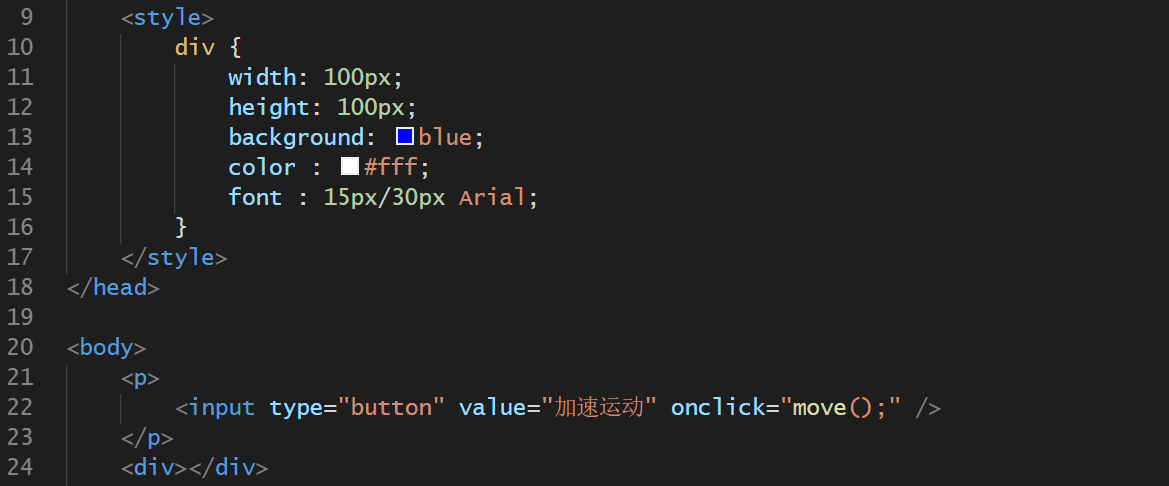 9 <style>
10 div {
11 width: 100px;
12 height: 100px;
13 background: blue;
14 color : #fff;
15 font : 15px/30px Arial;
16 }
17 </style>
18 </head>
19
20 <body>
21 <p>
22 <input type="button" value="加速运动" onclick="move();" />
23 </p>
24 <div></div>